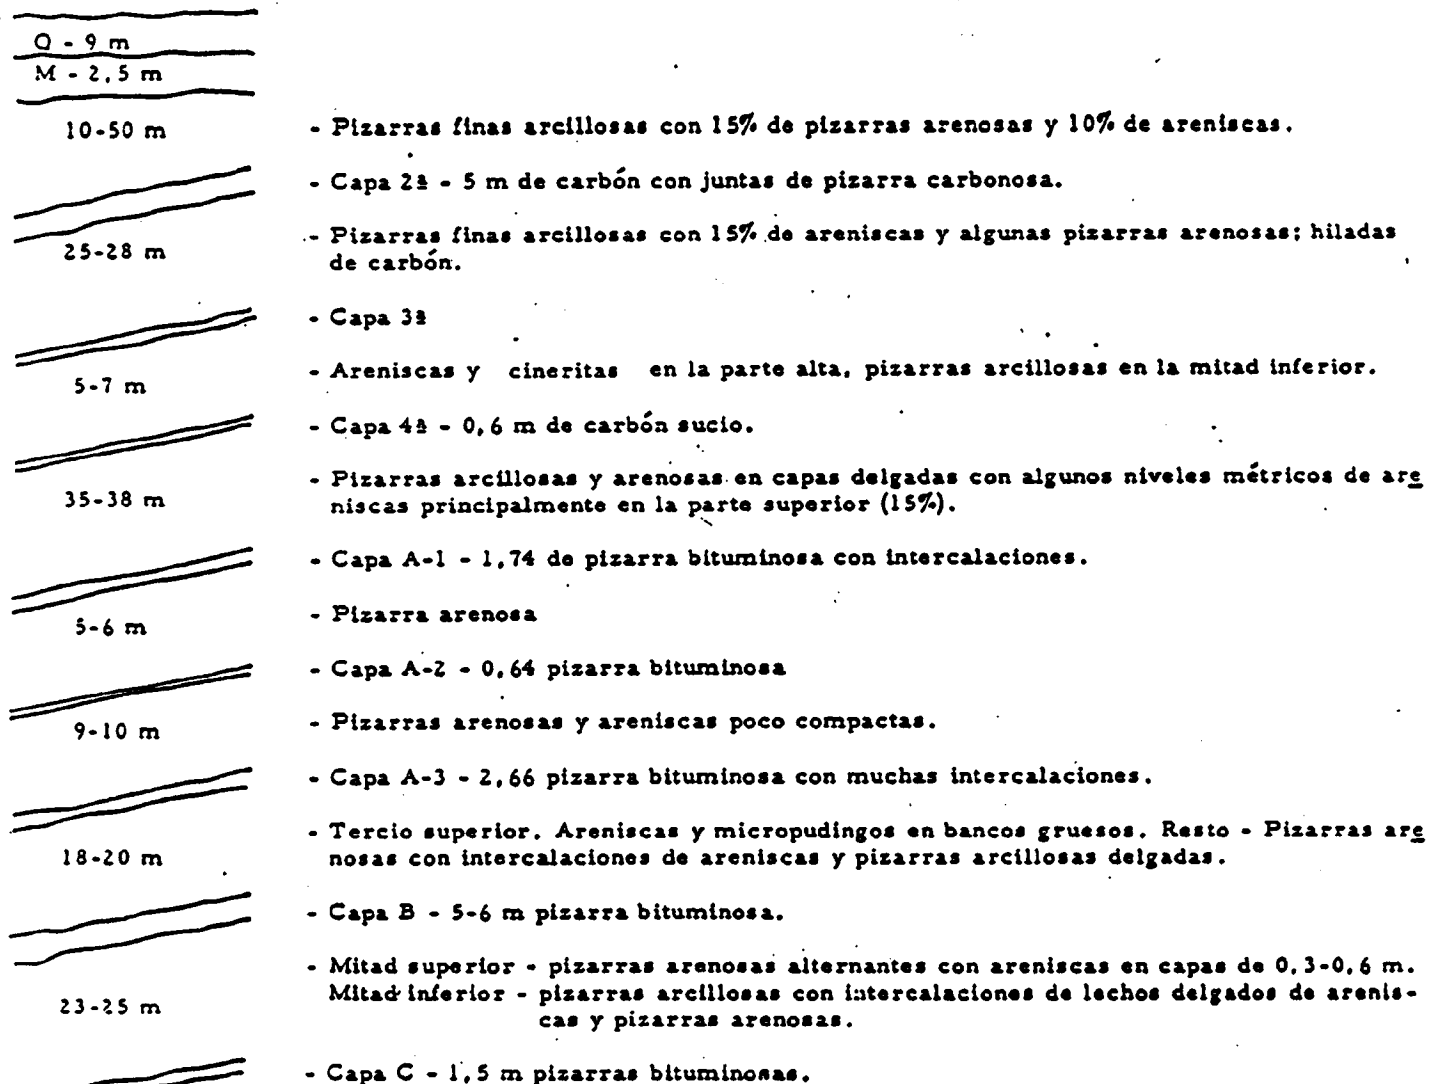 Q - 9 m
M - 2,5 m
10-50 m
- Pizarras finas arcillosas con 15% de pizarras arenosas y 10% de areniscas.
- Capa 2ª - 5 m de carbón con juntas de pizarra carbonosa.
25-28 m
- Pizarras finas arcillosas con 15% de areniscas y algunas pizarras arenosas; hiladas
de carbón.
- Capa 3ª
5-7 m
- Areniscas y cineritas en la parte alta, pizarras arcillosas en la mitad inferior.
- Capa 4ª - 0,6 m de carbón sucio.
35-38 m
- Pizarras arcillosas y arenosas en capas delgadas con algunos niveles métricos de are
niscas principalmente en la parte superior (15%).
- Capa A-1 - 1,74 de pizarra bituminosa con intercalaciones.
5-6 m
- Pizarra arenosa
- Capa A-2 - 0,64 pizarra bituminosa
9-10 m
- Pizarras arenosas y areniscas poco compactas.
- Capa A-3 - 2,66 pizarra bituminosa con muchas intercalaciones.
18-20 m
- Tercio superior. Areniscas y micropudingos en bancos gruesos. Resto - Pizarras are
nosas con intercalaciones de areniscas y pizarras arcillosas delgadas.
- Capa B - 5-6 m pizarra bituminosa.
23-25 m
- Mitad superior - pizarras arenosas alternantes con areniscas en capas de 0,3-0,6 m.
Mitad inferior - pizarras arcillosas con intercalaciones de lechos delgados de arenis-
cas y pizarras arenosas.
- Capa C - 1,5 m pizarras bituminosas.